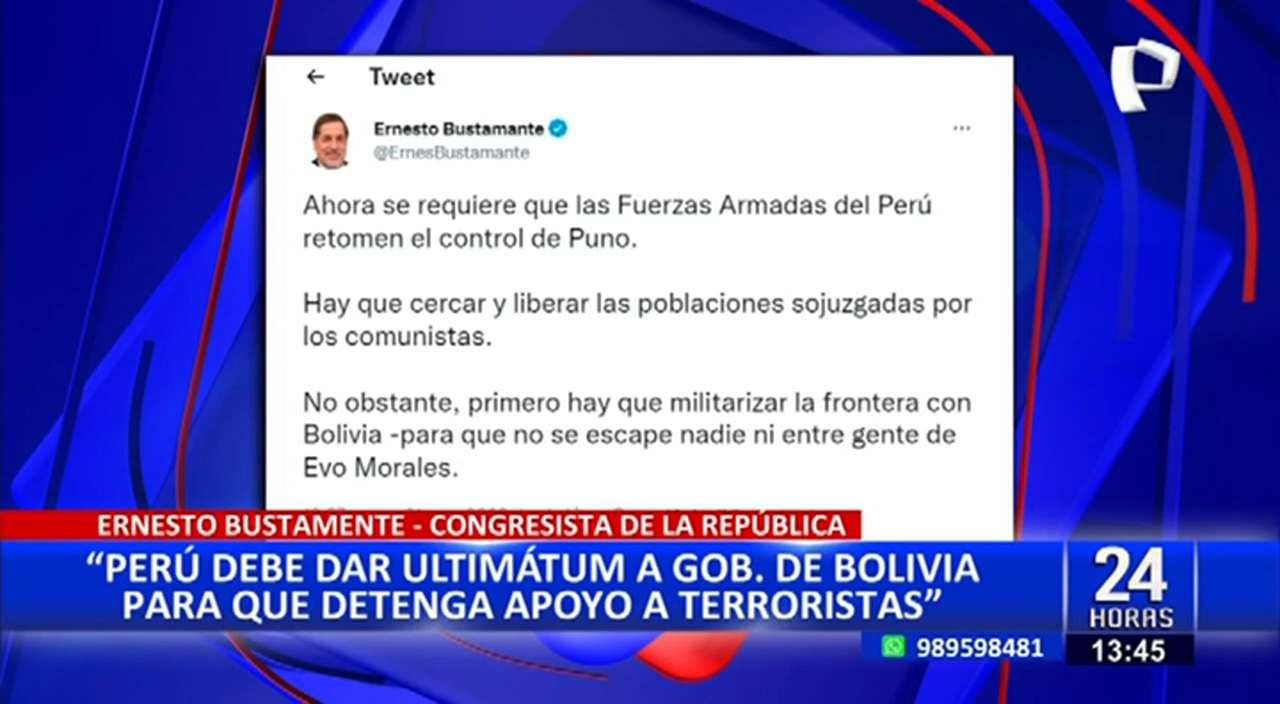 Tweet
Ernesto Bustamante
@ErnesBustamante
Ahora se requiere que las Fuerzas Armadas del Perú
retomen el control de Puno.
Hay que cercar y liberar las poblaciones sojuzgadas por
los comunistas.
No obstante, primero hay que militarizar la frontera con
Bolivia -para que no se escape nadie ni entre gente de
Evo Morales.
ERNESTO BUSTAMENTE - CONGRESISTA DE LA REPÚBLICA
“PERÚ DEBE DAR ULTIMÁTUM A GOB. DE BOLIVIA
PARA QUE DETENGA APOYO A TERRORISTAS”
24
HORAS
989598481
13:45